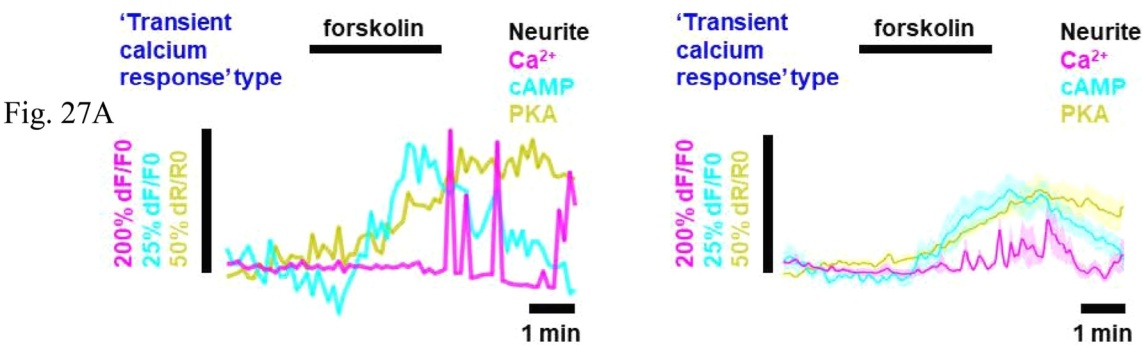 ‘Transient
calcium
response’ type
forskolin
Neurite
Ca²⁺
cAMP
PKA
Fig. 27A
200% dF/F0
25% dF/F0
50% dR/R0
1 min
‘Transient
calcium
response’ type
forskolin
Neurite
Ca²⁺
cAMP
PKA
200% dF/F0
25% dF/F0
50% dR/R0
1 min